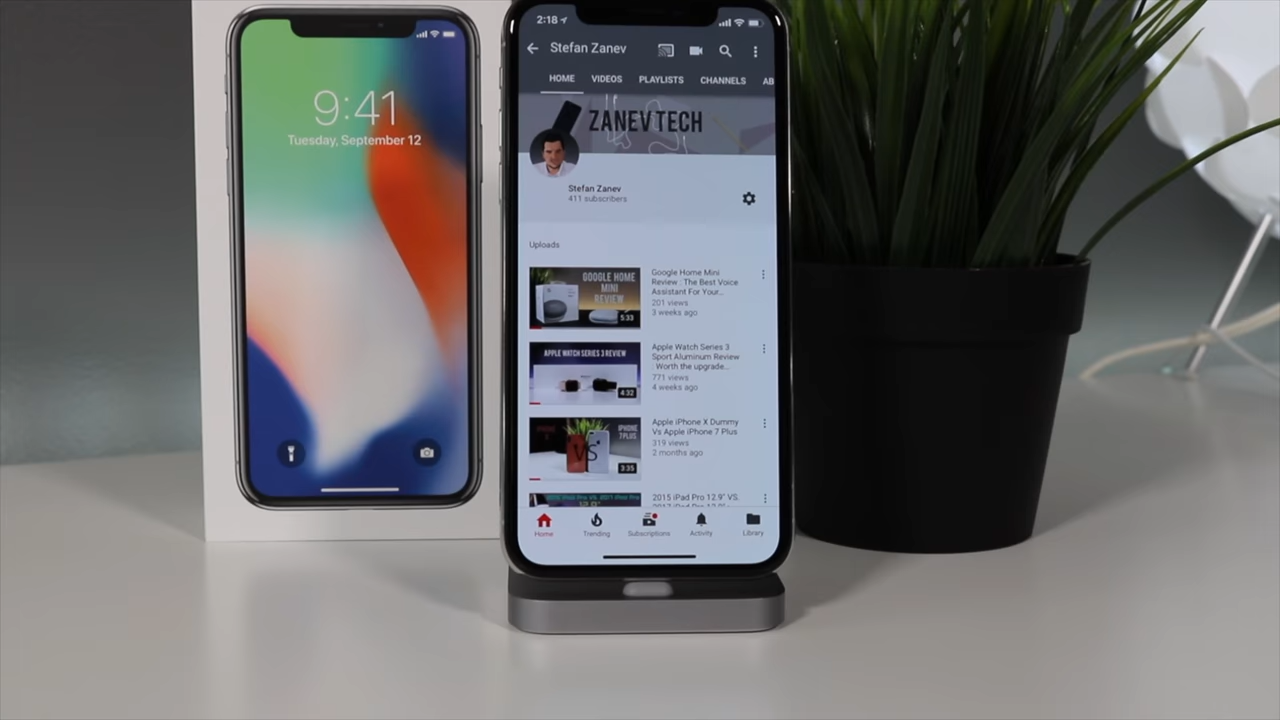 9:41
Tuesday, September 12
2:18
Stefan Zanev
HOME VIDEOS PLAYLISTS CHANNELS AB
ZANEV TECH
Stefan Zanev
411 subscribers
Uploads
GOOGLE HOME
MINI
REVIEW
5:33
Google Home Mini
Review : The Best Voice
Assistant For Your...
201 views
3 weeks ago
APPLE WATCH SERIES 3 REVIEW
4:32
Apple Watch Series 3
Sport Aluminum Review
: Worth the upgrade...
771 views
4 weeks ago
IPHONE
7 PLUS
VS
3:35
Apple iPhone X Dummy
Vs Apple iPhone 7 Plus
319 views
2 months ago
2015 iPad Pro 12.9" VS.
Home Trending Subscriptions Activity Library